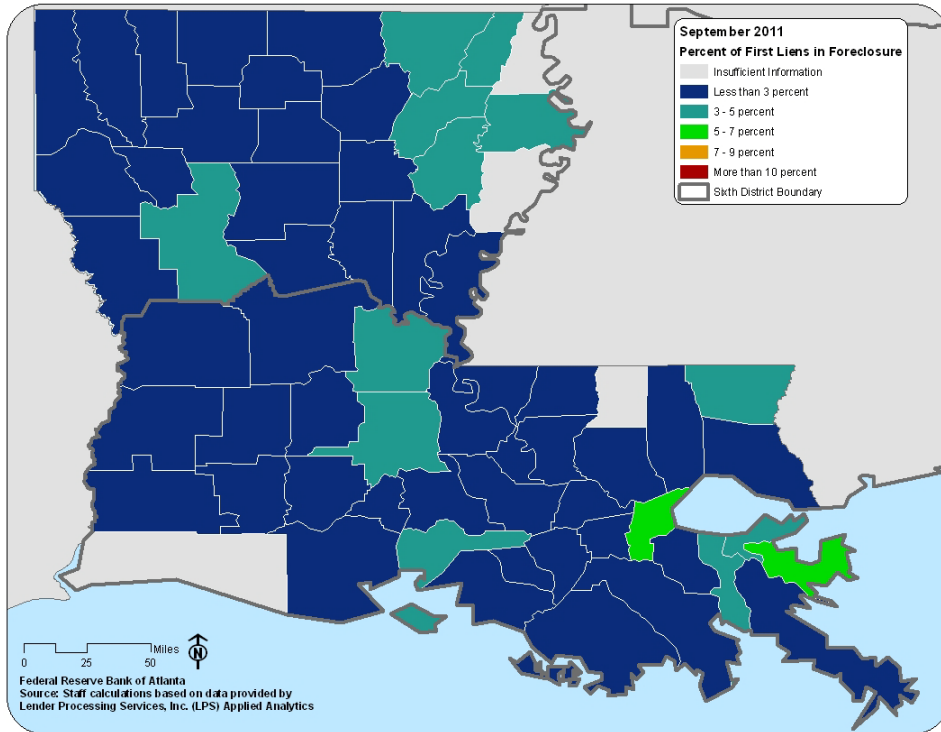 September 2011
Percent of First Liens in Foreclosure
Insufficient Information
Less than 3 percent
3 - 5 percent
5 - 7 percent
7 - 9 percent
More than 10 percent
Sixth District Boundary
Miles
0 25 50
N
Federal Reserve Bank of Atlanta
Source: Staff calculations based on data provided by
Lender Processing Services, Inc. (LPS) Applied Analytics